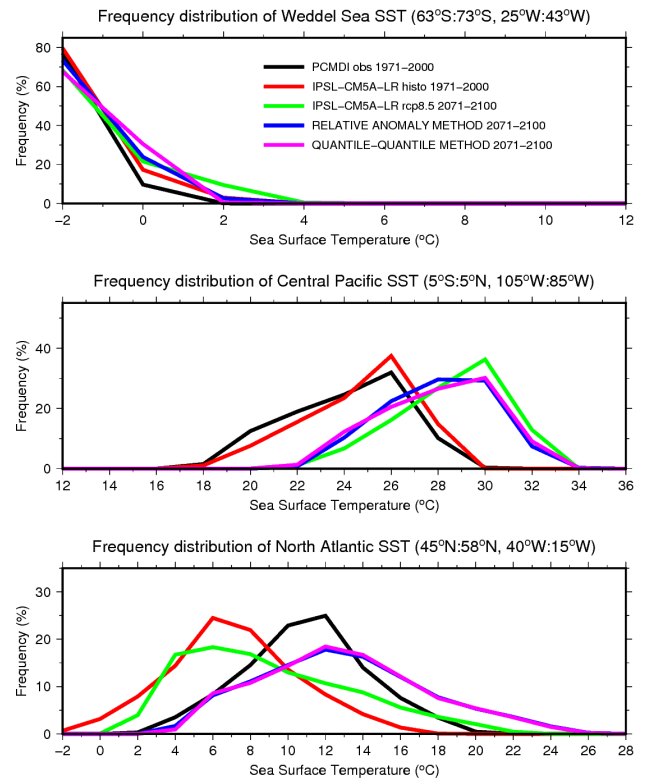 Frequency distribution of Weddel Sea SST (63°S:73°S, 25°W:43°W)
80
60
40
20
0
Frequency (%)
PCMDI obs 1971−2000
IPSL−CM5A−LR histo 1971−2000
IPSL−CM5A−LR rcp8.5 2071−2100
RELATIVE ANOMALY METHOD 2071−2100
QUANTILE−QUANTILE METHOD 2071−2100
−2 0 2 4 6 8 10 12
Sea Surface Temperature (°C)
Frequency distribution of Central Pacific SST (5°S:5°N, 105°W:85°W)
40
20
0
Frequency (%)
12 14 16 18 20 22 24 26 28 30 32 34 36
Sea Surface Temperature (°C)
Frequency distribution of North Atlantic SST (45°N:58°N, 40°W:15°W)
30
20
10
0
Frequency (%)
−2 0 2 4 6 8 10 12 14 16 18 20 22 24 26 28
Sea Surface Temperature (°C)